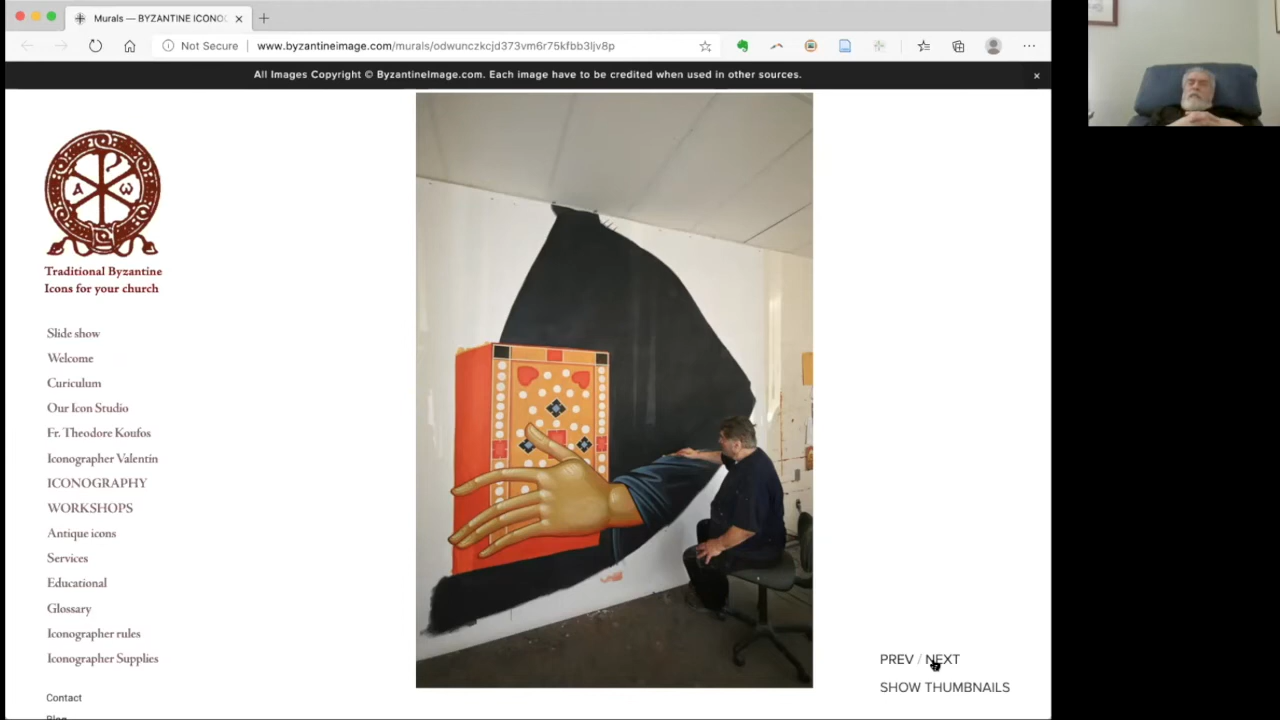 Murals — BYZANTINE ICONO
Not Secure
www.byzantineimage.com/murals/odwunczkcjd373vm6r75kfbb3ljv8p
All Images Copyright © ByzantineImage.com. Each image have to be credited when used in other sources.
Α Ρ Ω
Traditional Byzantine
Icons for your church
Slide show
Welcome
Curiculum
Our Icon Studio
Fr. Theodore Koufos
Iconographer Valentin
ICONOGRAPHY
WORKSHOPS
Antique icons
Services
Educational
Glossary
Iconographer rules
Iconographer Supplies
Contact
Blog
PREV / NEXT
SHOW THUMBNAILS